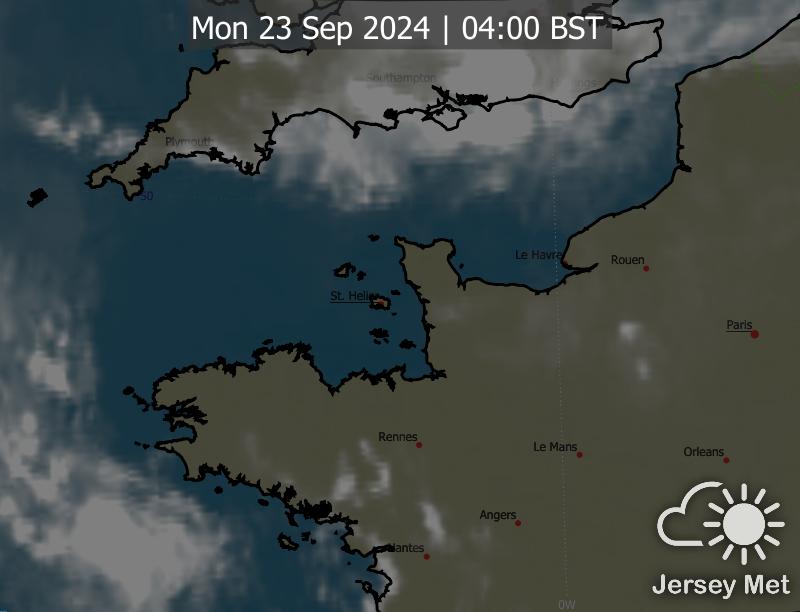 Mon 23 Sep 2024 | 04:00 BST
Southampton
Hastings
Plymouth
50
Le Havre
Rouen
St. Helier
Paris
Rennes
Le Mans
Orleans
Angers
Nantes
Jersey Met
0W